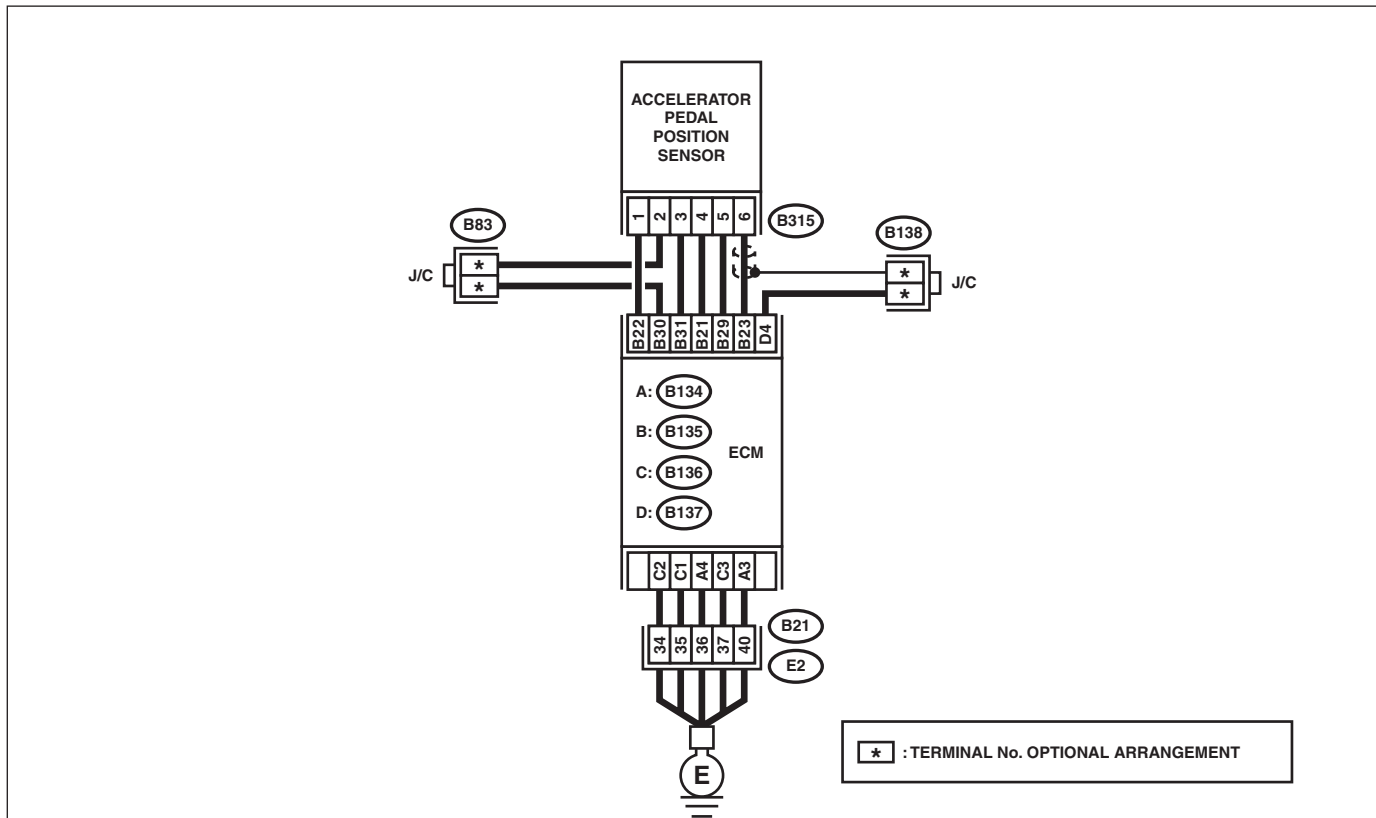 ACCELERATOR
PEDAL
POSITION
SENSOR
1 2 3 4 5 6
B315
B83
B138
J/C
*
*
*
*
J/C
B22 B30 B31 B21 B29 B23 D4
A: B134
B: B135
C: B136
D: B137
ECM
C2 C1 A4 C3 A3
34 35 36 37 40
B21
E2
E
* : TERMINAL No. OPTIONAL ARRANGEMENT